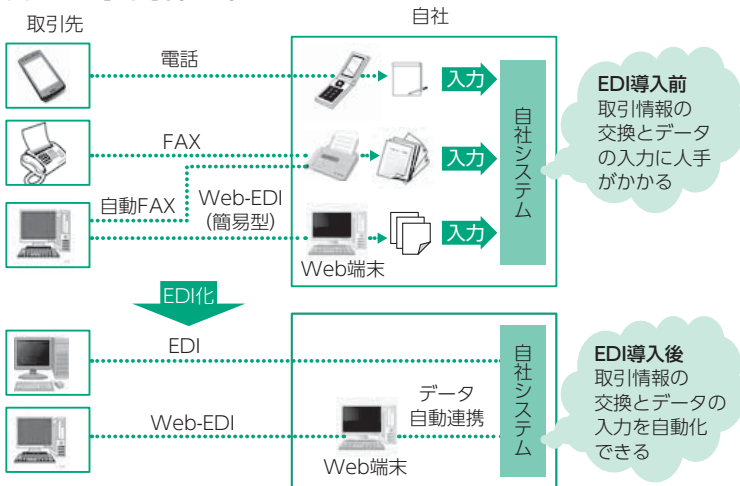 取引先
自社
電話
入力
FAX
入力
自動FAX
Web-EDI
(簡易型)
入力
Web端末
自社システム
EDI導入前
取引情報の
交換とデータ
の入力に人手
がかかる
EDI化
EDI
Web-EDI
データ
自動連携
Web端末
自社システム
EDI導入後
取引情報の
交換とデータの
入力を自動化
できる